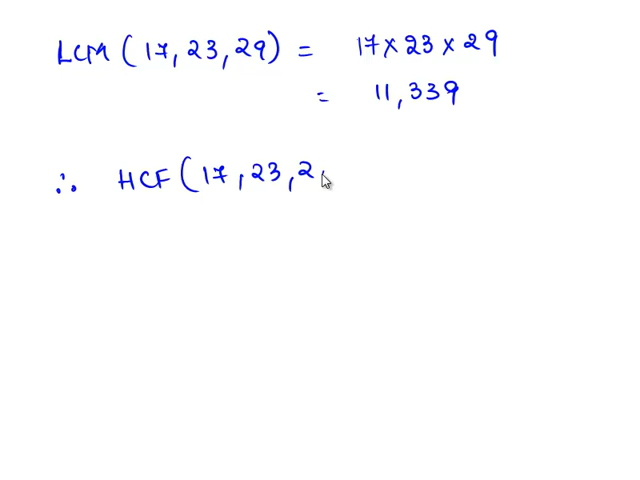 LCM (17, 23, 29) = 17 × 23 × 29
= 11,339
∴ HCF (17, 23, 2